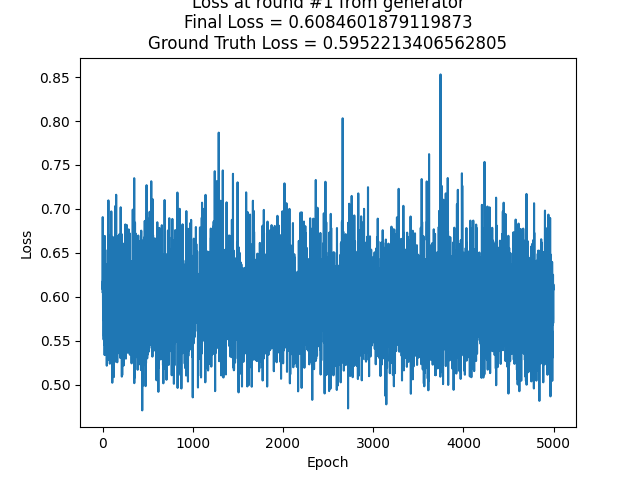 Loss at round #1 from generator
Final Loss = 0.6084601879119873
Ground Truth Loss = 0.5952213406562805
0.85
0.80
0.75
0.70
0.65
0.60
0.55
0.50
Loss
0
1000
2000
3000
4000
5000
Epoch